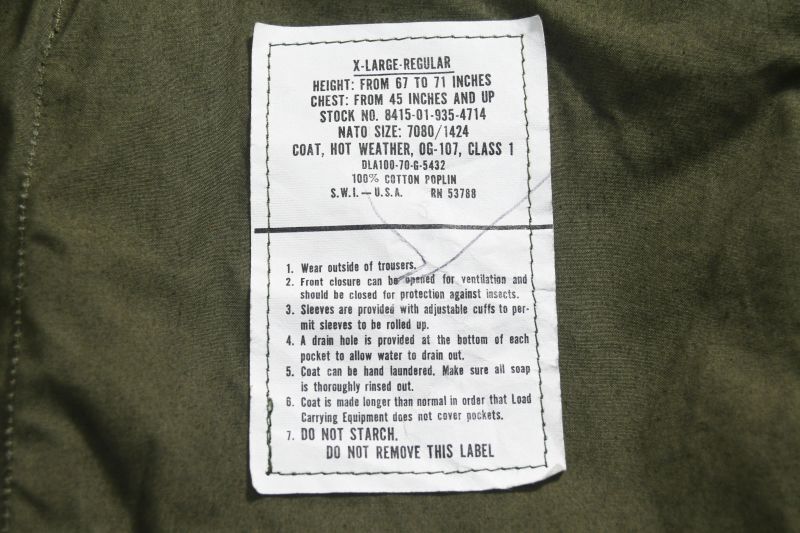 X-LARGE-REGULAR
HEIGHT: FROM 67 TO 71 INCHES
CHEST: FROM 45 INCHES AND UP
STOCK NO. 8415-01-935-4714
NATO SIZE: 7080/1424
COAT, HOT WEATHER, OG-107, CLASS 1
DLA100-70-G-5432
100% COTTON POPLIN
S.W.I.—U.S.A. RN 53788
1. Wear outside of trousers.
2. Front closure can be opened for ventilation and
should be closed for protection against insects.
3. Sleeves are provided with adjustable cuffs to per-
mit sleeves to be rolled up.
4. A drain hole is provided at the bottom of each
pocket to allow water to drain out.
5. Coat can be hand laundered. Make sure all soap
is thoroughly rinsed out.
6. Coat is made longer than normal in order that Load
Carrying Equipment does not cover pockets.
7. DO NOT STARCH.
DO NOT REMOVE THIS LABEL